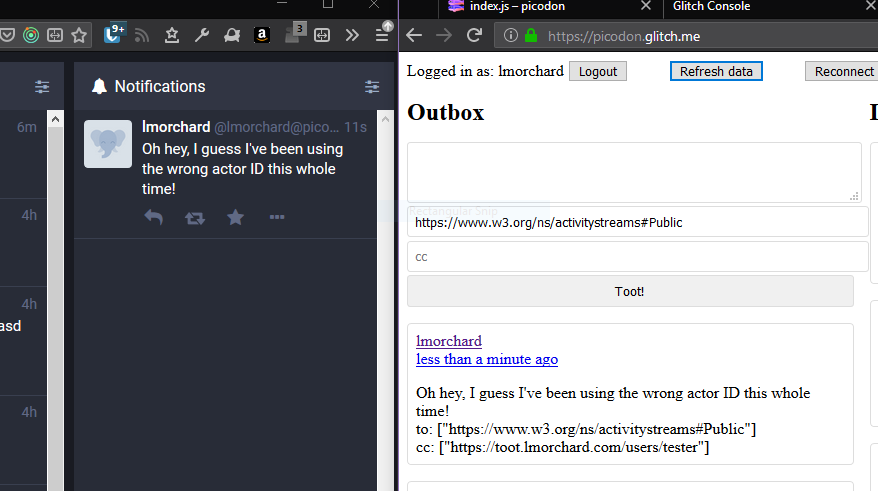 index.js – picodon
Glitch Console
9+
3
https://picodon.glitch.me
Notifications
6m
4h
4h
asd
4h
lmorchard @lmorchard@pico... 11s
Oh hey, I guess I've been using
the wrong actor ID this whole
time!
Logged in as: lmorchard Logout Refresh data Reconnect
Outbox
Rectangular Snip
https://www.w3.org/ns/activitystreams#Public
cc
Toot!
lmorchard
less than a minute ago
Oh hey, I guess I've been using the wrong actor ID this whole
time!
to: ["https://www.w3.org/ns/activitystreams#Public"]
cc: ["https://toot.lmorchard.com/users/tester"]